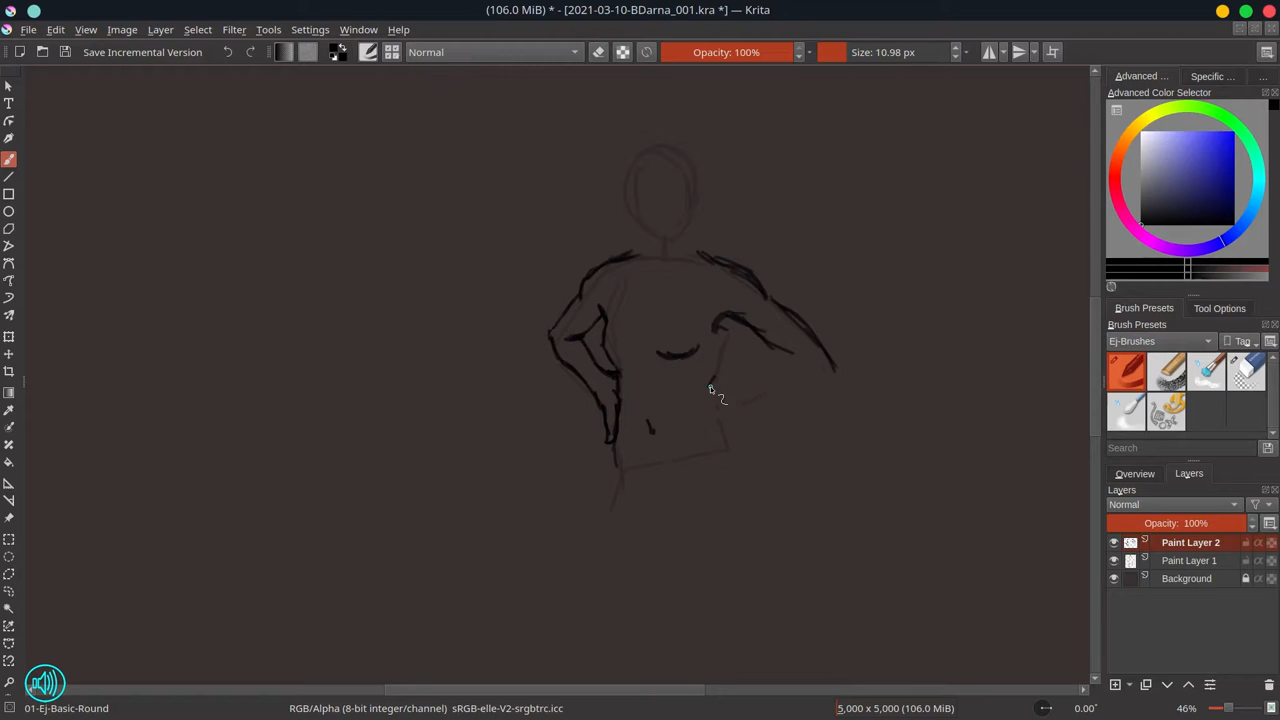 (106.0 MiB) * - [2021-03-10-BDarna_001.kra *] — Krita
File Edit View Image Layer Select Filter Tools Settings Window Help
Save Incremental Version
Normal
Opacity: 100%
Size: 10.98 px
Advanced ...
Specific ...
...
Advanced Color Selector
Brush Presets
Tool Options
Brush Presets
Ej-Brushes
Tag
Search
Overview
Layers
Layers
Normal
Opacity: 100%
Paint Layer 2
Paint Layer 1
Background
01-Ej-Basic-Round
RGB/Alpha (8-bit integer/channel) sRGB-elle-V2-srgbtrc.icc
5,000 x 5,000 (106.0 MiB)
0.00°
46%